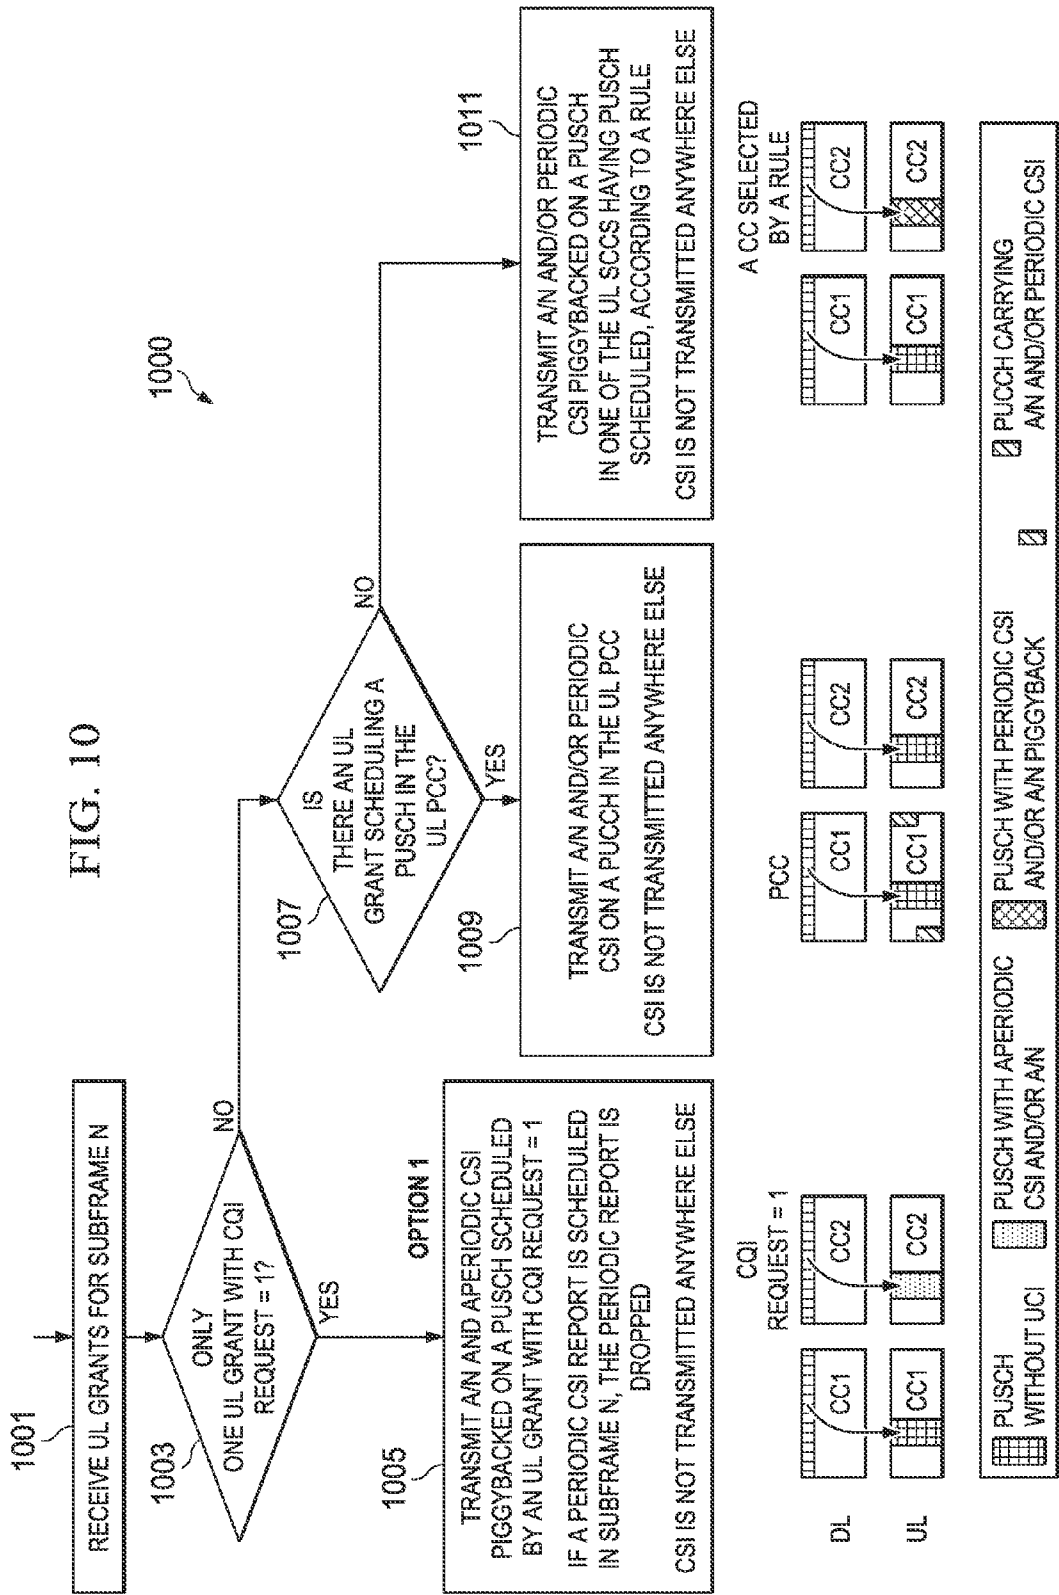 FIG. 10
1000
1001
RECEIVE UL GRANTS FOR SUBFRAME N
1003
ONLY
ONE UL GRANT WITH CQI
REQUEST = 1?
NO
YES
1005
OPTION 1
TRANSMIT A/N AND APERIODIC CSI
PIGGYBACKED ON A PUSCH SCHEDULED
BY AN UL GRANT WITH CQI REQUEST = 1
IF A PERIODIC CSI REPORT IS SCHEDULED
IN SUBFRAME N, THE PERIODIC REPORT IS
DROPPED
CSI IS NOT TRANSMITTED ANYWHERE ELSE
1007
IS
THERE AN UL
GRANT SCHEDULING A
PUSCH IN THE
UL PCC?
NO
YES
1009
TRANSMIT A/N AND/OR PERIODIC
CSI ON A PUCCH IN THE UL PCC
CSI IS NOT TRANSMITTED ANYWHERE ELSE
1011
TRANSMIT A/N AND/OR PERIODIC
CSI PIGGYBACKED ON A PUSCH
IN ONE OF THE UL SCCS HAVING PUSCH
SCHEDULED, ACCORDING TO A RULE
CSI IS NOT TRANSMITTED ANYWHERE ELSE
CQI
REQUEST = 1
PCC
A CC SELECTED
BY A RULE
DL
CC1
CC2
CC1
CC2
CC1
CC2
UL
CC1
CC2
CC1
CC2
CC1
CC2
PUSCH
WITHOUT UCI
PUSCH WITH APERIODIC
CSI AND/OR A/N
PUSCH WITH PERIODIC CSI
AND/OR A/N PIGGYBACK
PUCCH CARRYING
A/N AND/OR PERIODIC CSI